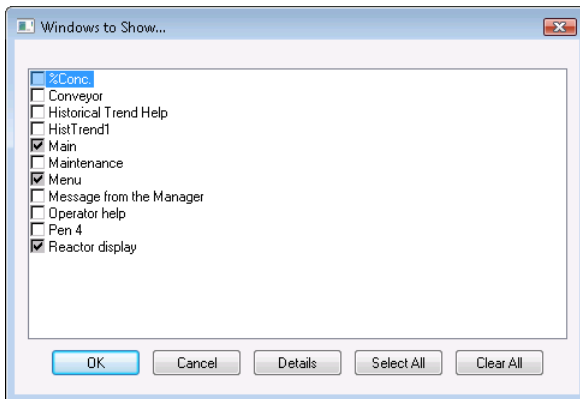 Windows to Show...
%Conc.
Conveyor
Historical Trend Help
HistTrend1
Main
Maintenance
Menu
Message from the Manager
Operator help
Pen 4
Reactor display
OK Cancel Details Select All Clear All